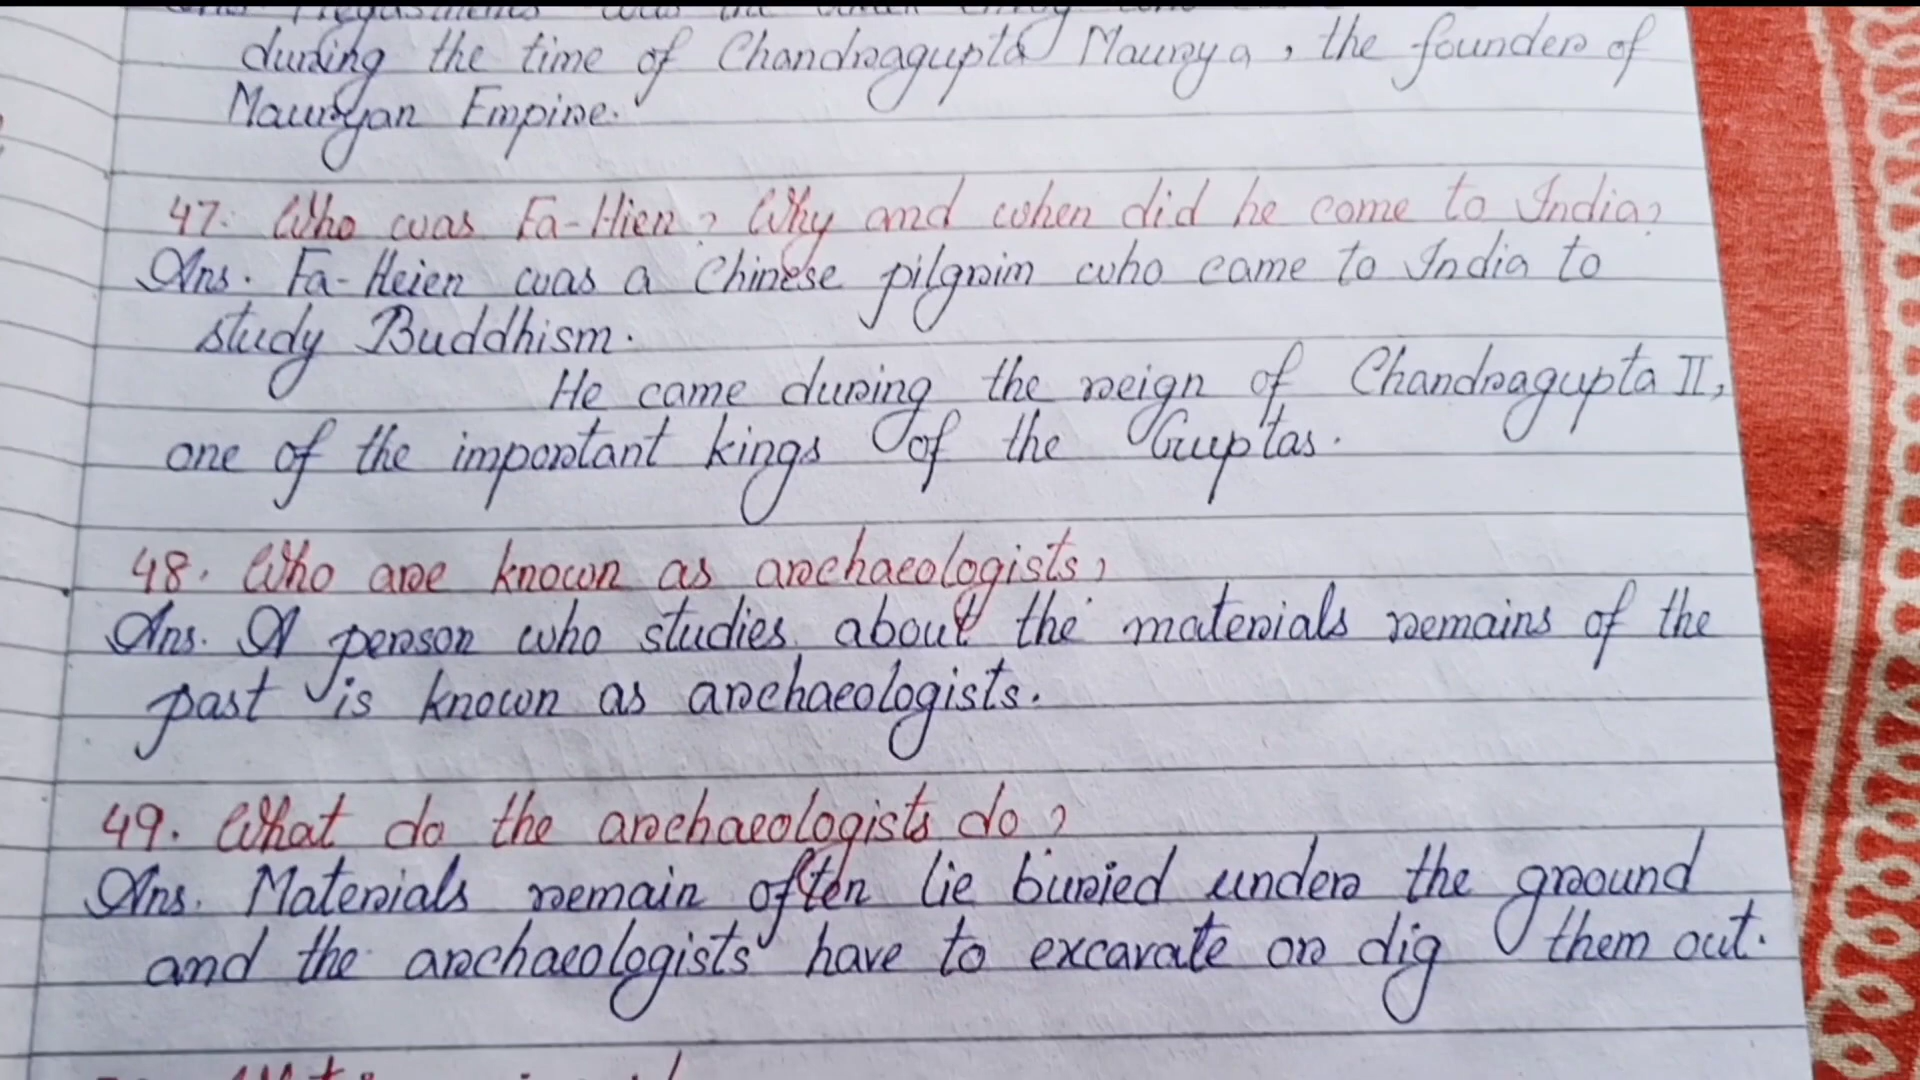 during the time of Chandragupta Maurya, the founder of
Mauryan Empire.
47. Who was Fa-Hien? Why and when did he come to India?
Ans. Fa-Heien was a Chinese pilgrim who came to India to
study Buddhism.
He came during the reign of Chandragupta II,
one of the important kings of the Guptas.
48. Who are known as archaeologists?
Ans. A person who studies about the materials remains of the
past is known as archaeologists.
49. What do the archaeologists do?
Ans. Materials remain often lie buried under the ground
and the archaeologists have to excavate or dig them out.